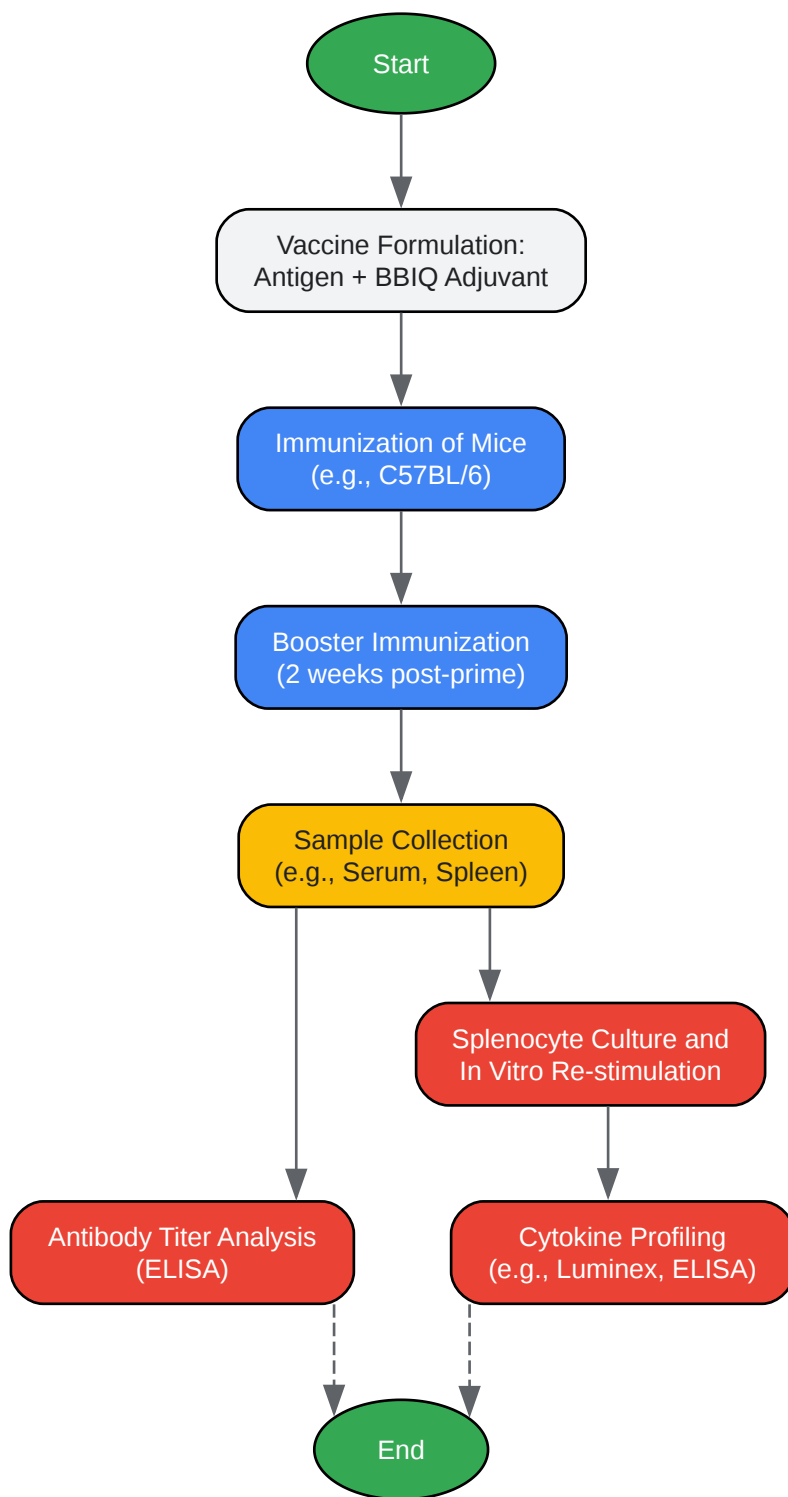 Start
Vaccine Formulation:
Antigen + BBIQ Adjuvant
Immunization of Mice
(e.g., C57BL/6)
Booster Immunization
(2 weeks post-prime)
Sample Collection
(e.g., Serum, Spleen)
Splenocyte Culture and
In Vitro Re-stimulation
Antibody Titer Analysis
(ELISA)
Cytokine Profiling
(e.g., Luminex, ELISA)
End